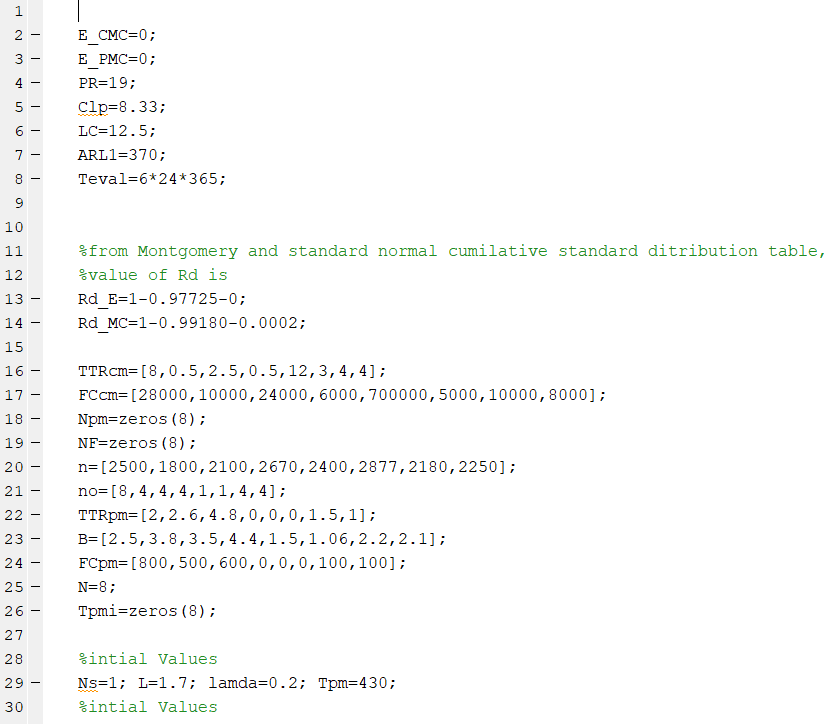 1
2 – E_CMC=0;
3 – E_PMC=0;
4 – PR=19;
5 – Clp=8.33;
6 – LC=12.5;
7 – ARL1=370;
8 – Teval=6*24*365;
9
10
11 %from Montgomery and standard normal cumilative standard ditribution table,
12 %value of Rd is
13 – Rd_E=1-0.97725-0;
14 – Rd_MC=1-0.99180-0.0002;
15
16 – TTRcm=[8,0.5,2.5,0.5,12,3,4,4];
17 – FCcm=[28000,10000,24000,6000,700000,5000,10000,8000];
18 – Npm=zeros(8);
19 – NF=zeros(8);
20 – n=[2500,1800,2100,2670,2400,2877,2180,2250];
21 – no=[8,4,4,4,1,1,4,4];
22 – TTRpm=[2,2.6,4.8,0,0,0,1.5,1];
23 – B=[2.5,3.8,3.5,4.4,1.5,1.06,2.2,2.1];
24 – FCpm=[800,500,600,0,0,0,100,100];
25 – N=8;
26 – Tpmi=zeros(8);
27
28 %intial Values
29 – Ns=1; L=1.7; lamda=0.2; Tpm=430;
30 %intial Values